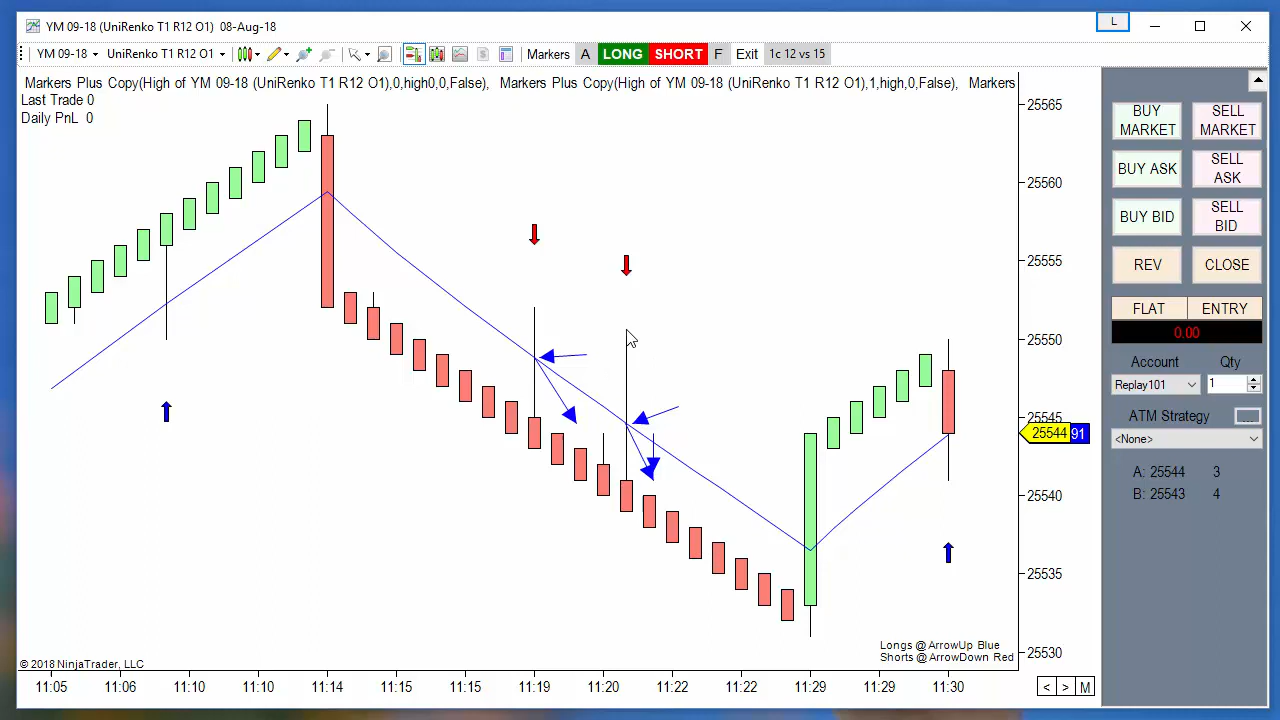 YM 09-18 (UniRenko T1 R12 O1)  08-Aug-18
L
YM 09-18 UniRenko T1 R12 O1 Markers A LONG SHORT F Exit 1c 12 vs 15
Markers Plus Copy(High of YM 09-18 (UniRenko T1 R12 O1),0,high0,0,False),  Markers Plus Copy(High of YM 09-18 (UniRenko T1 R12 O1),1,high,0,False),  Markers
Last Trade 0
Daily PnL  0
25565
25560
25555
25550
25545
25544 91
25540
25535
25530
BUY MARKET
SELL MARKET
BUY ASK
SELL ASK
BUY BID
SELL BID
REV CLOSE
FLAT ENTRY
0.00
Account Qty
Replay101 1
ATM Strategy
<None>
A: 25544 3
B: 25543 4
Longs @ ArrowUp Blue
Shorts @ ArrowDown Red
© 2018 NinjaTrader, LLC
11:05 11:06 11:10 11:10 11:14 11:15 11:15 11:19 11:20 11:22 11:22 11:29 11:29 11:30
< > M